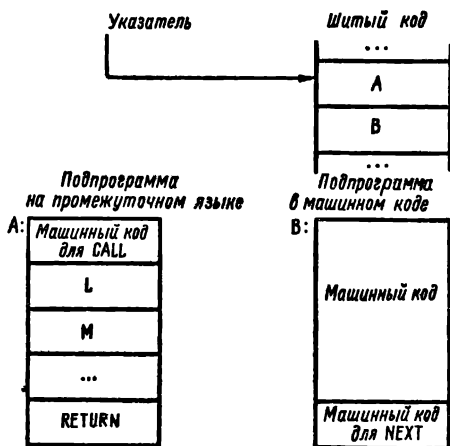 Указатель
Шитый код
...
A
B
...
Подпрограмма
на промежуточном языке
A:
Машинный код
для CALL
L
M
...
RETURN
Подпрограмма
в машинном коде
B:
Машинный код
Машинный код
для NEXT